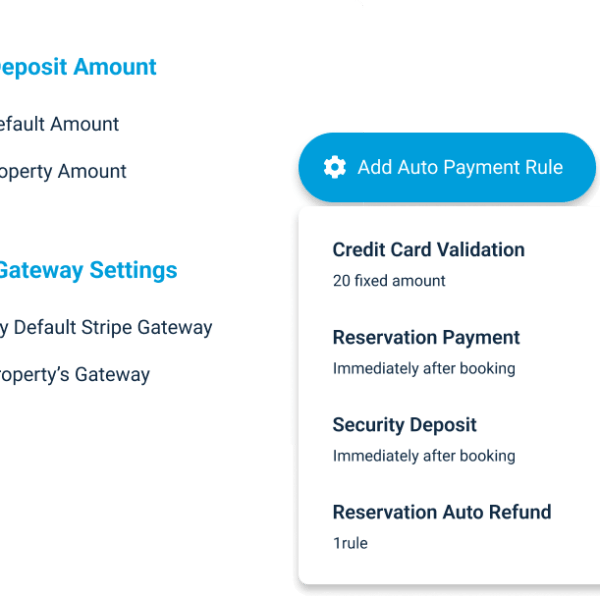 eposit Amount
efault Amount
operty Amount
Gateway Settings
y Default Stripe Gateway
roperty’s Gateway
Add Auto Payment Rule
Credit Card Validation
20 fixed amount
Reservation Payment
Immediately after booking
Security Deposit
Immediately after booking
Reservation Auto Refund
1rule